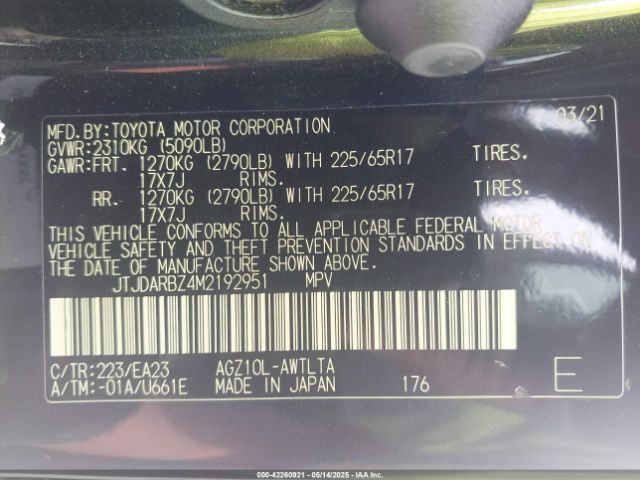 MFD.BY:TOYOTA MOTOR CORPORATION 03/21
GVWR:2310KG (5090LB)
GAWR:FRT. 1270KG (2790LB) WITH 225/65R17 TIRES.
17X7J RIMS.
RR. 1270KG (2790LB) WITH 225/65R17 TIRES.
17X7J RIMS.
THIS VEHICLE CONFORMS TO ALL APPLICABLE FEDERAL MOTOR
VEHICLE SAFETY AND THEFT PREVENTION STANDARDS IN EFFECT ON
THE DATE OF MANUFACTURE SHOWN ABOVE.
JTJDARBZ4M2192951 MPV
C/TR:223/EA23 AGZ10L-AWTLTA
A/TM:-01A/U661E MADE IN JAPAN 176 E
000-42260921 - 05/14/2025 - IAA Inc.